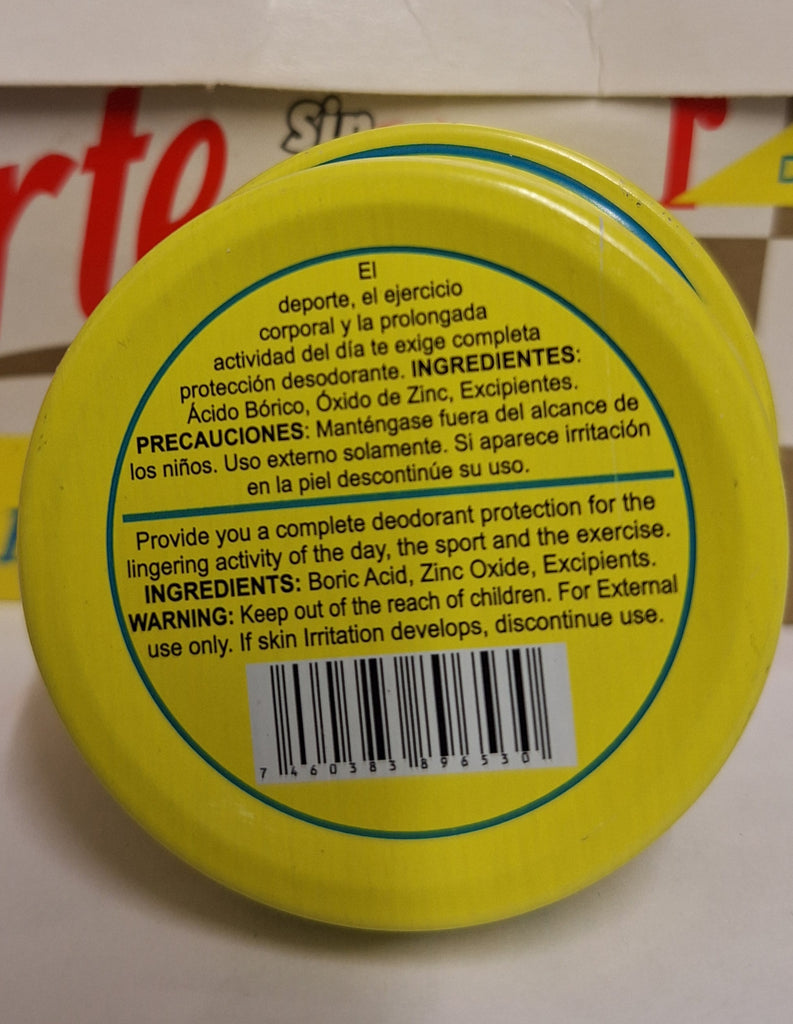 rte
Sin
r
El
deporte, el ejercicio
corporal y la prolongada
actividad del día te exige completa
protección desodorante. INGREDIENTES:
Ácido Bórico, Óxido de Zinc, Excipientes.
PRECAUCIONES: Manténgase fuera del alcance de
los niños. Uso externo solamente. Si aparece irritación
en la piel descontinúe su uso.
Provide you a complete deodorant protection for the
lingering activity of the day, the sport and the exercise.
INGREDIENTS: Boric Acid, Zinc Oxide, Excipients.
WARNING: Keep out of the reach of children. For External
use only. If skin Irritation develops, discontinue use.
7 460383 896530